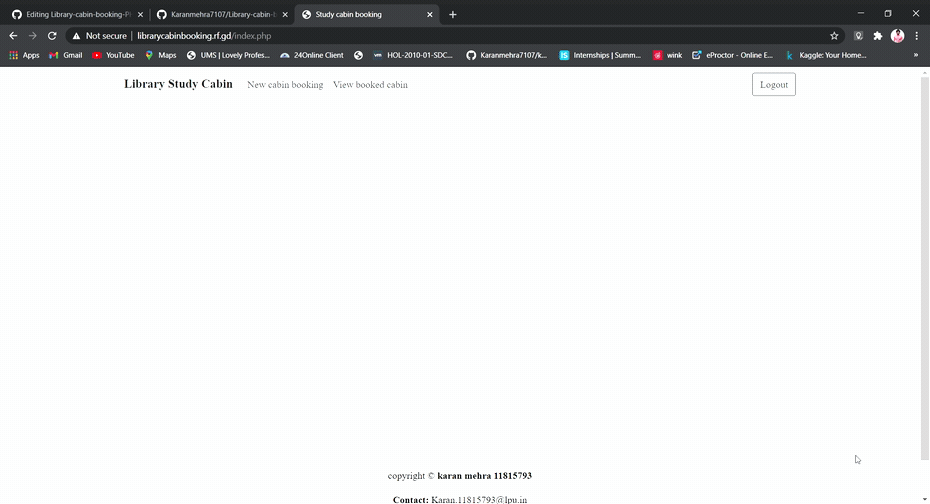 Editing Library-cabin-booking-P
Karanmehra7107/Library-cabin-b
Study cabin booking
Not secure librarycabinbooking.rf.gd/index.php
Apps Gmail YouTube Maps UMS | Lovely Profes... 24Online Client HOL-2010-01-SDC... Karanmehra7107/k... Internships | Summ... wink eProctor - Online E... Kaggle: Your Home... »
Library Study Cabin New cabin booking View booked cabin Logout
copyright © karan mehra 11815793
Contact: Karan.11815793@lpu.in